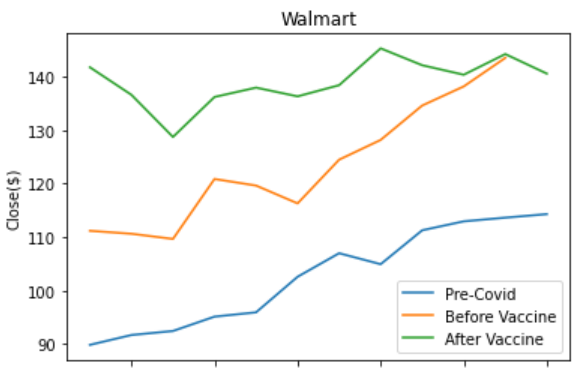 Walmart
Close($)
140
130
120
110
100
90
Pre-Covid
Before Vaccine
After Vaccine